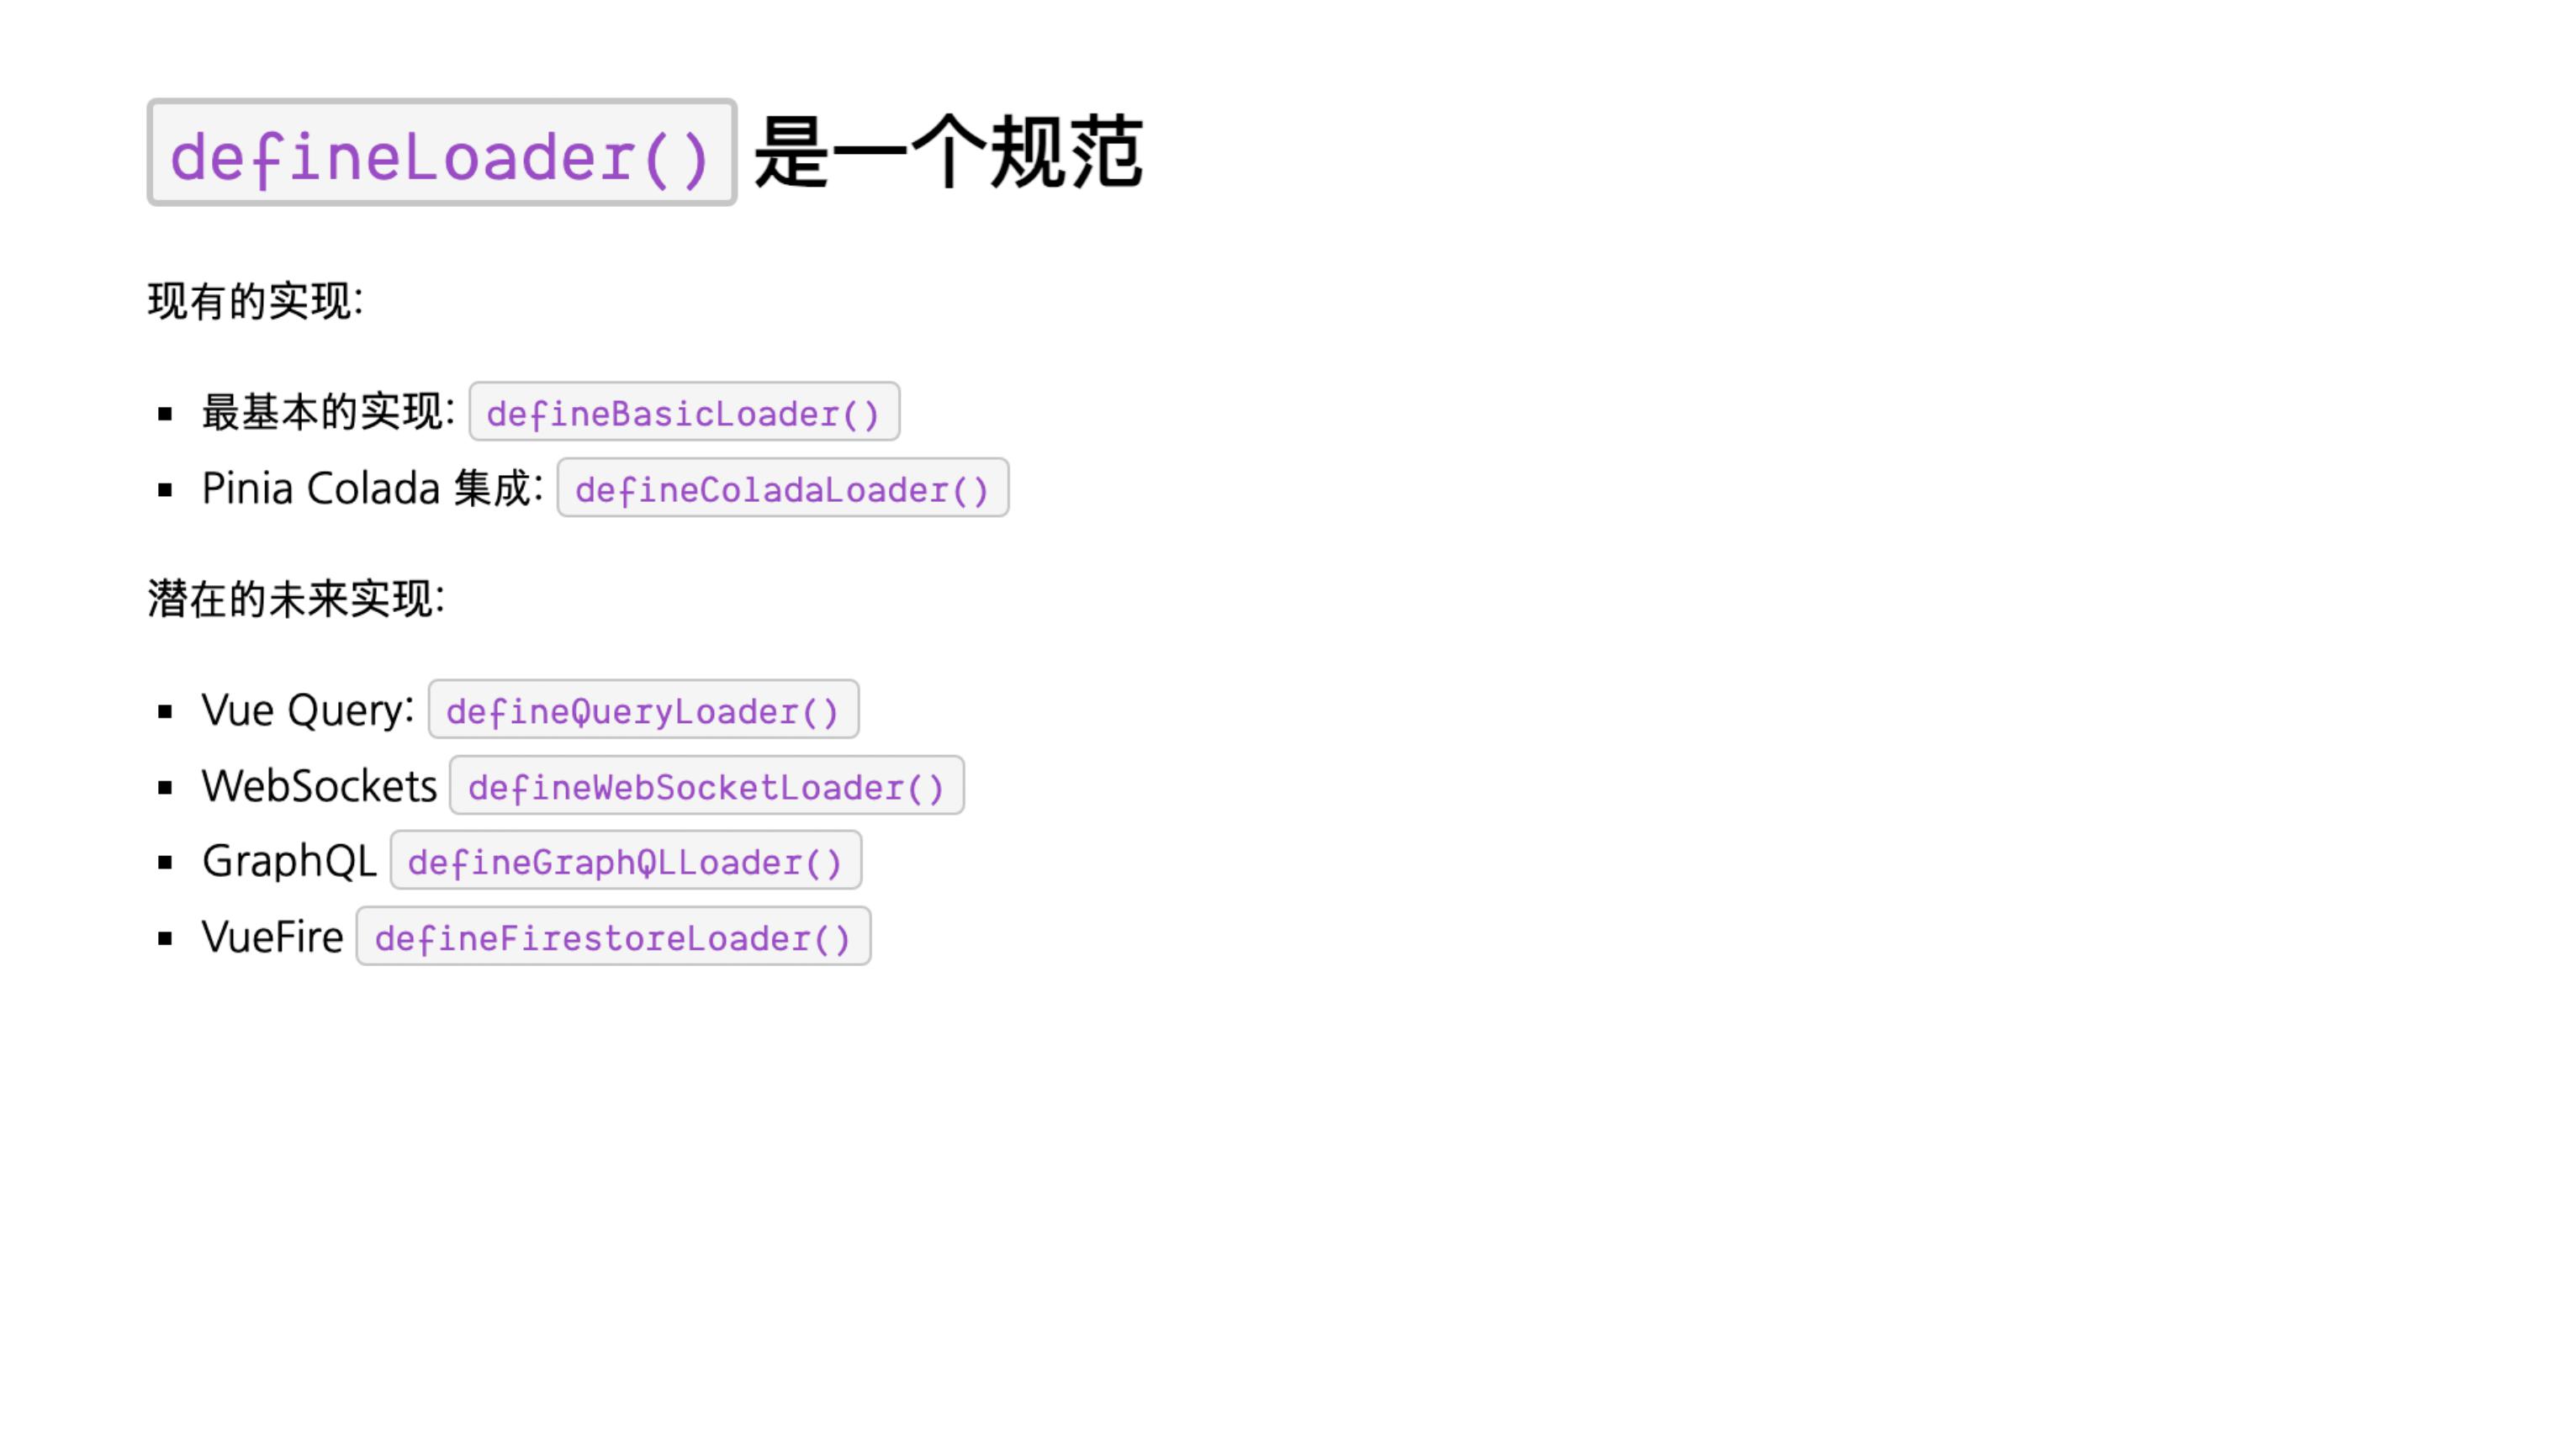 defineLoader() 是一个规范
现有的实现：
最基本的实现：defineBasicLoader()
Pinia Colada 集成：defineColadaLoader()
潜在的未来实现：
Vue Query：defineQueryLoader()
WebSockets defineWebSocketLoader()
GraphQL defineGraphQLLoader()
VueFire defineFirestoreLoader()